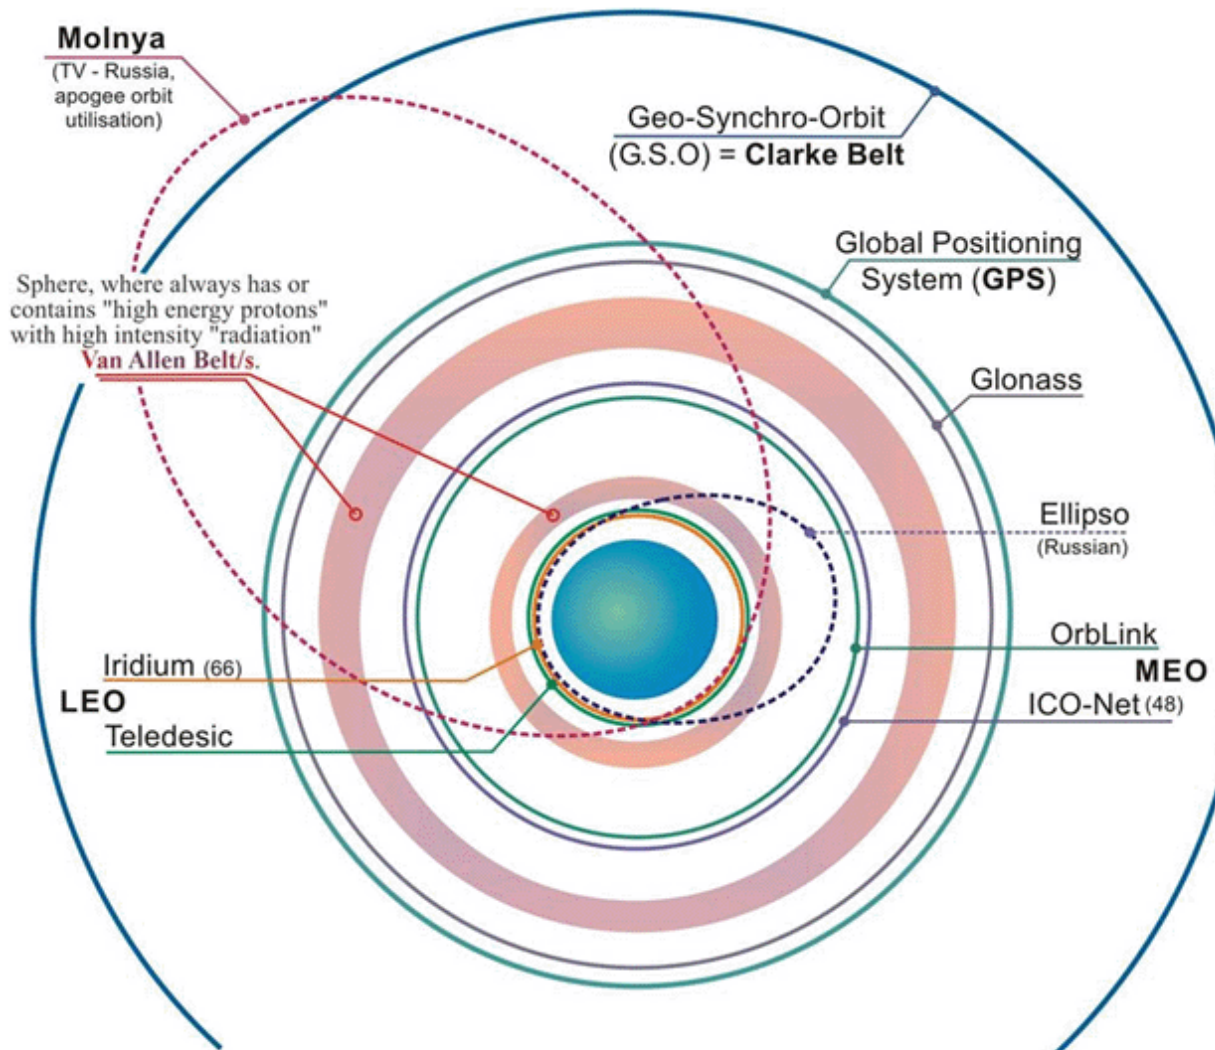 Molnya
(TV - Russia,
apogee orbit
utilisation)
Geo-Synchro-Orbit
(G.S.O) = Clarke Belt
Global Positioning
System (GPS)
Sphere, where always has or
contains "high energy protons"
with high intensity "radiation"
Van Allen Belt/s.
Glonass
Ellipso
(Russian)
OrbLink
MEO
ICO-Net (48)
Iridium (66)
LEO
Teledesic